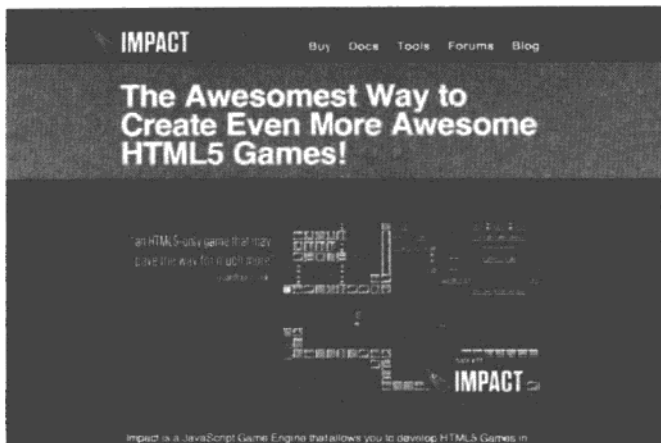 IMPACT
Buy Docs Tools Forums Blog
The Awesomest Way to
Create Even More Awesome
HTML5 Games!
"an HTML5-only game that may
pave the way for much more"
IMPACT
Impact is a JavaScript Game Engine that allows you to develop HTML5 Games in